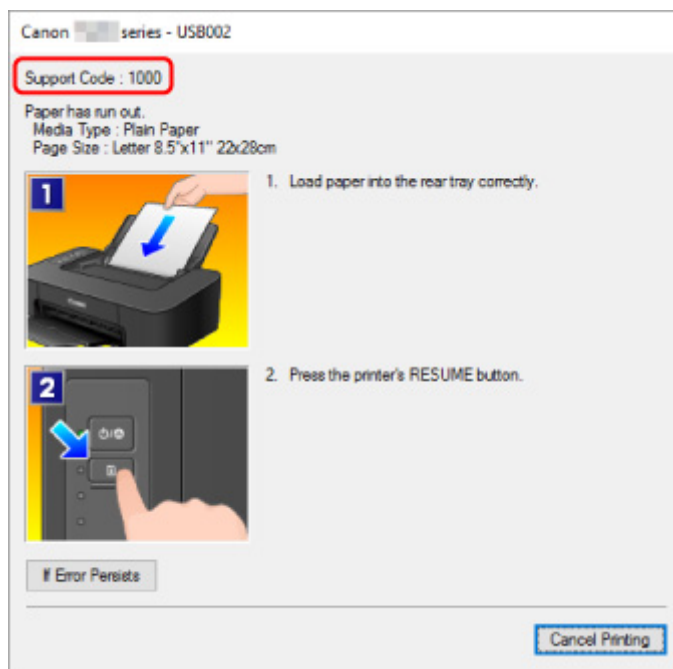 Canon series - USB002
Support Code : 1000
Paper has run out.
Media Type : Plain Paper
Page Size : Letter 8.5"x11" 22x28cm
1
1. Load paper into the rear tray correctly.
2
2. Press the printer's RESUME button.
If Error Persists
Cancel Printing